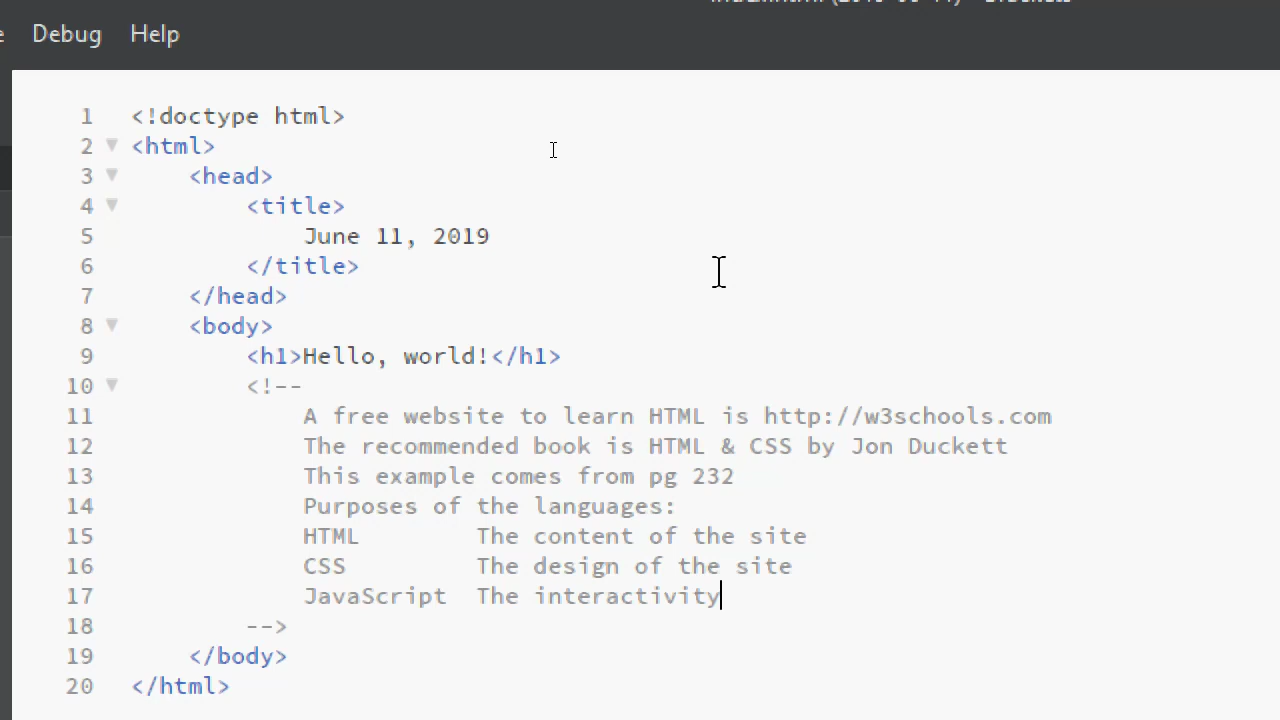 Debug Help
1 <!doctype html>
2 <html>
3 <head>
4 <title>
5 June 11, 2019
6 </title>
7 </head>
8 <body>
9 <h1>Hello, world!</h1>
10 <!--
11 A free website to learn HTML is http://w3schools.com
12 The recommended book is HTML & CSS by Jon Duckett
13 This example comes from pg 232
14 Purposes of the languages:
15 HTML The content of the site
16 CSS The design of the site
17 JavaScript The interactivity
18 -->
19 </body>
20 </html>